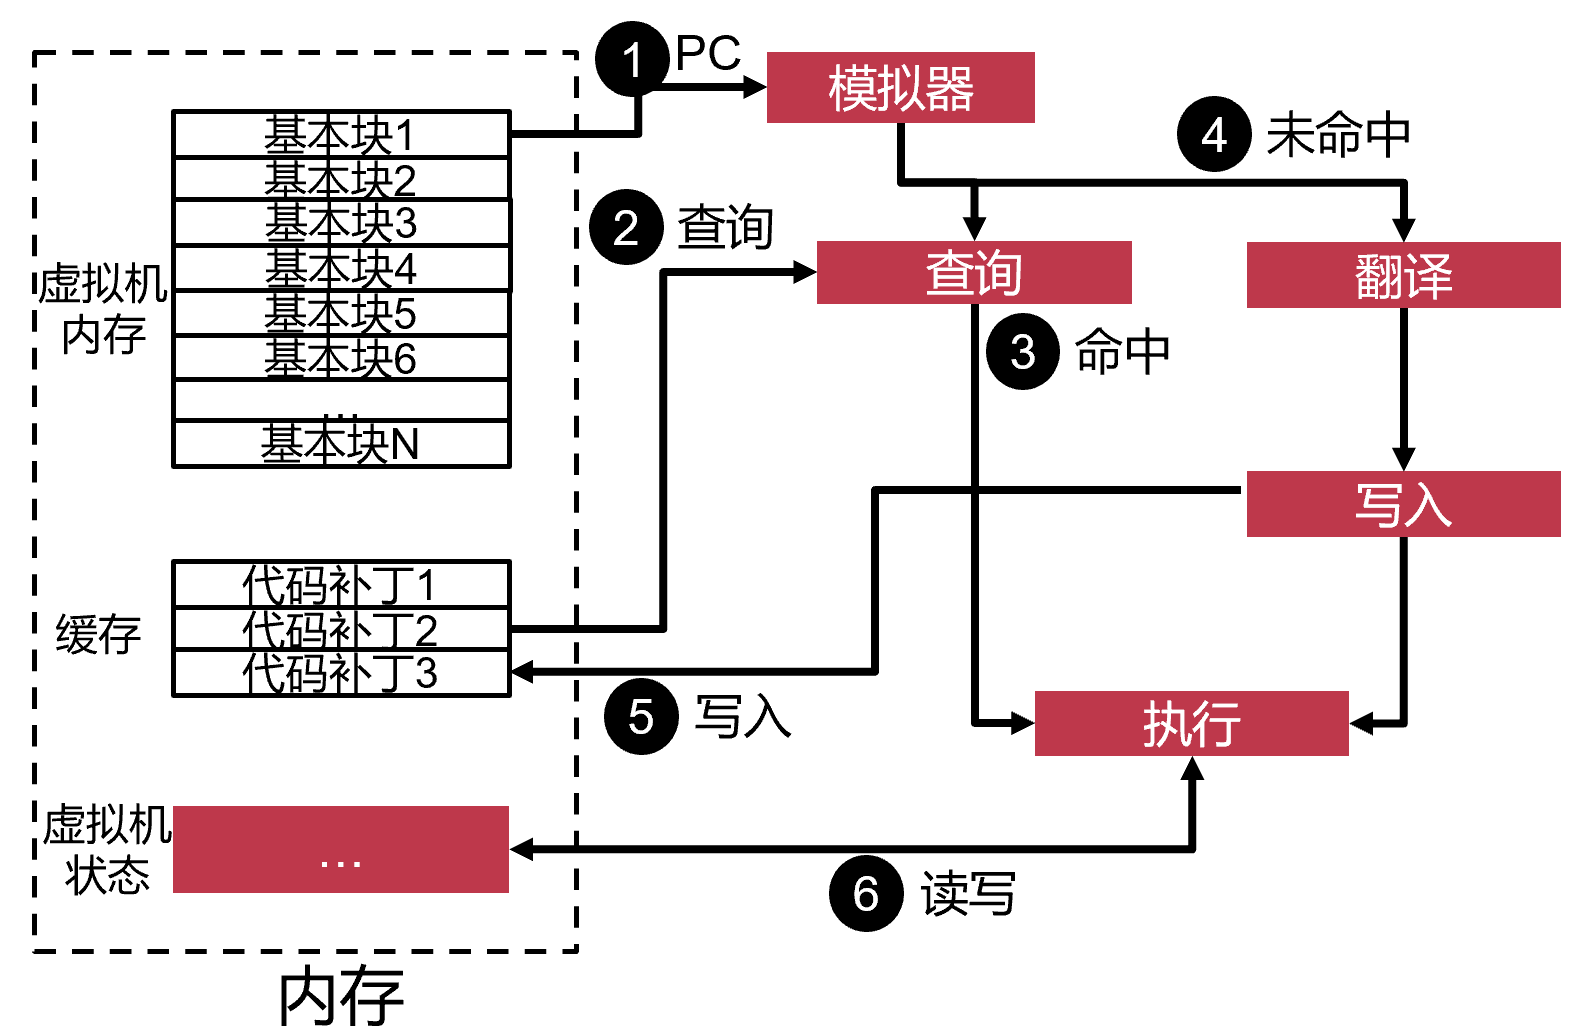 1 PC
模拟器
4 未命中
基本块1
基本块2
基本块3
基本块4
基本块5
基本块6
...
基本块N
虚拟机
内存
2 查询
查询
翻译
3 命中
写入
缓存
代码补丁1
代码补丁2
代码补丁3
5 写入
执行
虚拟机
状态
...
6 读写
内存